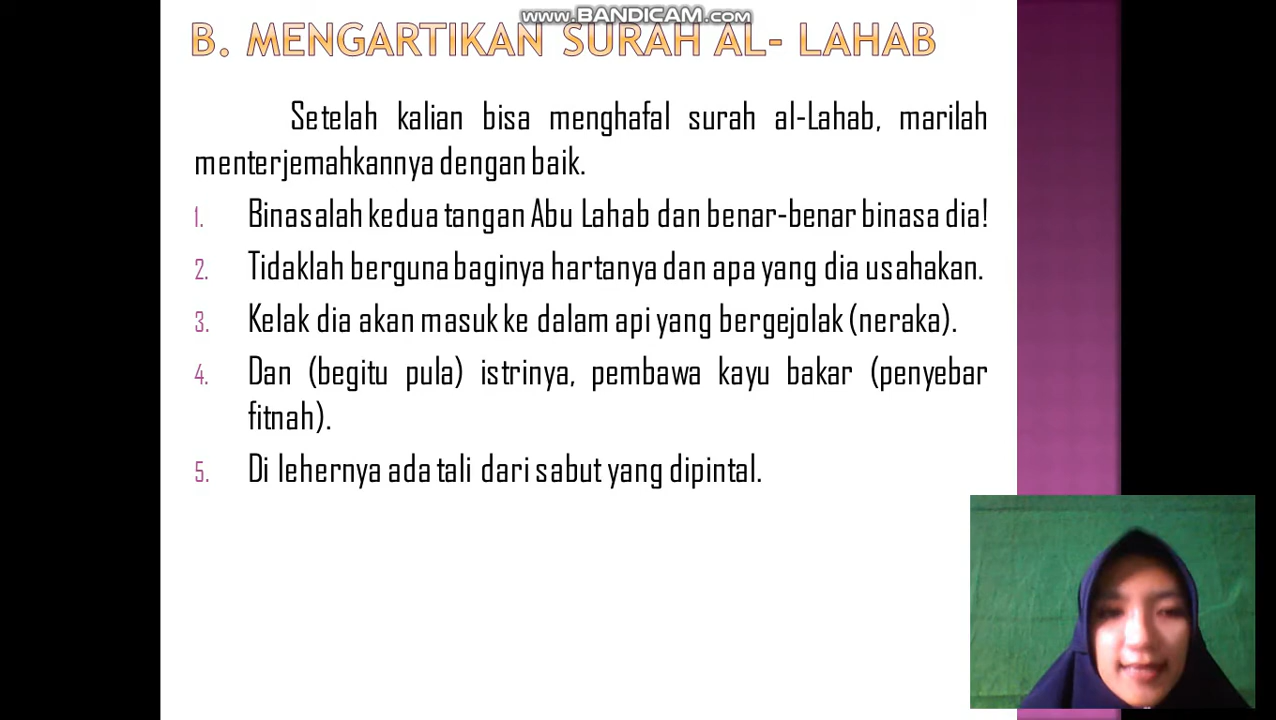 www.BANDICAM.com
B. MENGARTIKAN SURAH AL- LAHAB
Setelah kalian bisa menghafal surah al-Lahab, marilah
menterjemahkannya dengan baik.
1. Binasalah kedua tangan Abu Lahab dan benar-benar binasa dia!
2. Tidaklah berguna baginya hartanya dan apa yang dia usahakan.
3. Kelak dia akan masuk ke dalam api yang bergejolak (neraka).
4. Dan (begitu pula) istrinya, pembawa kayu bakar (penyebar
fitnah).
5. Di lehernya ada tali dari sabut yang dipintal.